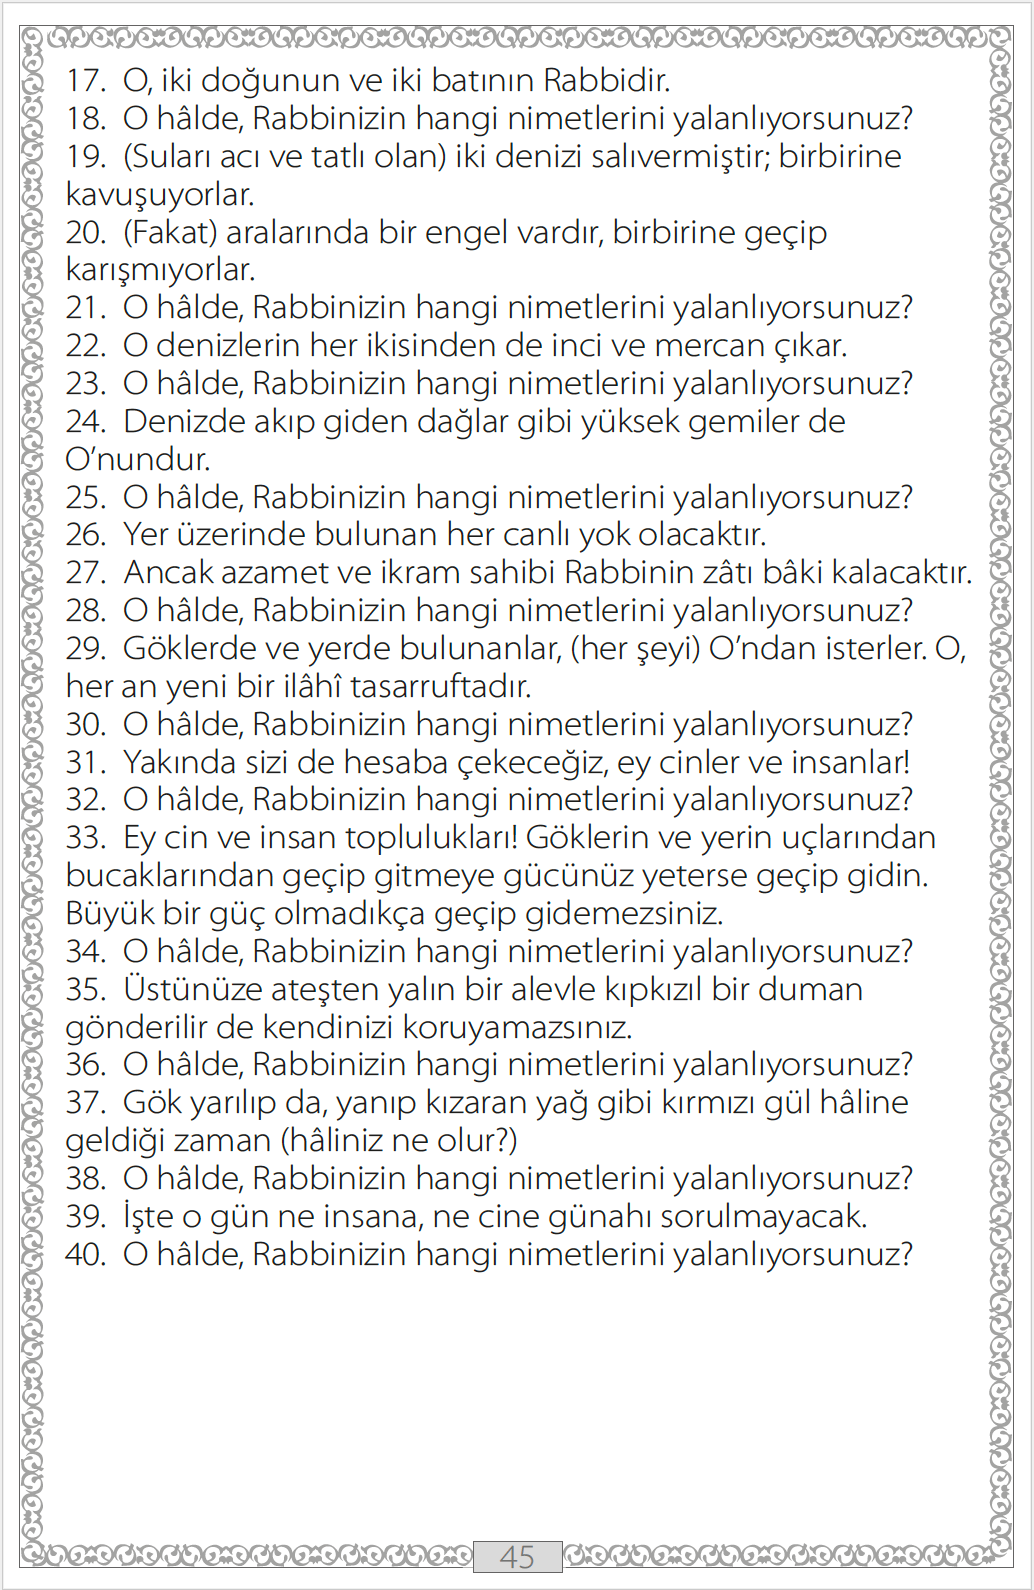 17. O, iki doğunun ve iki batının Rabbidir.
18. O hâlde, Rabbinizin hangi nimetlerini yalanlıyorsunuz?
19. (Suları acı ve tatlı olan) iki denizi salıvermiştir; birbirine
kavuşuyorlar.
20. (Fakat) aralarında bir engel vardır, birbirine geçip
karışmıyorlar.
21. O hâlde, Rabbinizin hangi nimetlerini yalanlıyorsunuz?
22. O denizlerin her ikisinden de inci ve mercan çıkar.
23. O hâlde, Rabbinizin hangi nimetlerini yalanlıyorsunuz?
24. Denizde akıp giden dağlar gibi yüksek gemiler de
O’nundur.
25. O hâlde, Rabbinizin hangi nimetlerini yalanlıyorsunuz?
26. Yer üzerinde bulunan her canlı yok olacaktır.
27. Ancak azamet ve ikram sahibi Rabbinin zâtı bâki kalacaktır.
28. O hâlde, Rabbinizin hangi nimetlerini yalanlıyorsunuz?
29. Göklerde ve yerde bulunanlar, (her şeyi) O’ndan isterler. O,
her an yeni bir ilâhî tasarruftadır.
30. O hâlde, Rabbinizin hangi nimetlerini yalanlıyorsunuz?
31. Yakında sizi de hesaba çekeceğiz, ey cinler ve insanlar!
32. O hâlde, Rabbinizin hangi nimetlerini yalanlıyorsunuz?
33. Ey cin ve insan toplulukları! Göklerin ve yerin uçlarından
bucaklarından geçip gitmeye gücünüz yeterse geçip gidin.
Büyük bir güç olmadıkça geçip gidemezsiniz.
34. O hâlde, Rabbinizin hangi nimetlerini yalanlıyorsunuz?
35. Üstünüze ateşten yalın bir alevle kıpkızıl bir duman
gönderilir de kendinizi koruyamazsınız.
36. O hâlde, Rabbinizin hangi nimetlerini yalanlıyorsunuz?
37. Gök yarılıp da, yanıp kızaran yağ gibi kırmızı gül hâline
geldiği zaman (hâliniz ne olur?)
38. O hâlde, Rabbinizin hangi nimetlerini yalanlıyorsunuz?
39. İşte o gün ne insana, ne cine günahı sorulmayacak.
40. O hâlde, Rabbinizin hangi nimetlerini yalanlıyorsunuz?
45